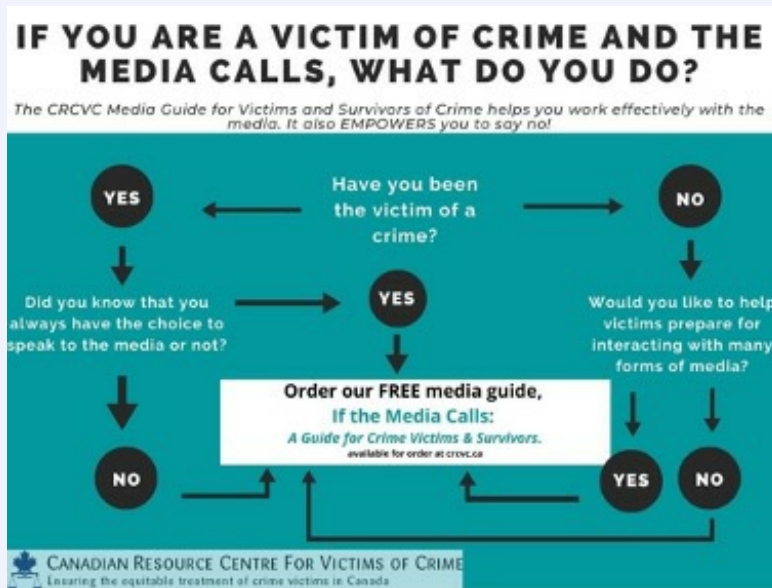 IF YOU ARE A VICTIM OF CRIME AND THE
MEDIA CALLS, WHAT DO YOU DO?
The CRCVC Media Guide for Victims and Survivors of Crime helps you work effectively with the
media. It also EMPOWERS you to say no!
Have you been
the victim of a
crime?
YES
NO
Did you know that you
always have the choice to
speak to the media or not?
YES
Would you like to help
victims prepare for
interacting with many
forms of media?
Order our FREE media guide,
If the Media Calls:
A Guide for Crime Victims & Survivors.
available for order at crcvc.ca
NO
YES
NO
CANADIAN RESOURCE CENTRE FOR VICTIMS OF CRIME
Ensuring the equitable treatment of crime victims in Canada